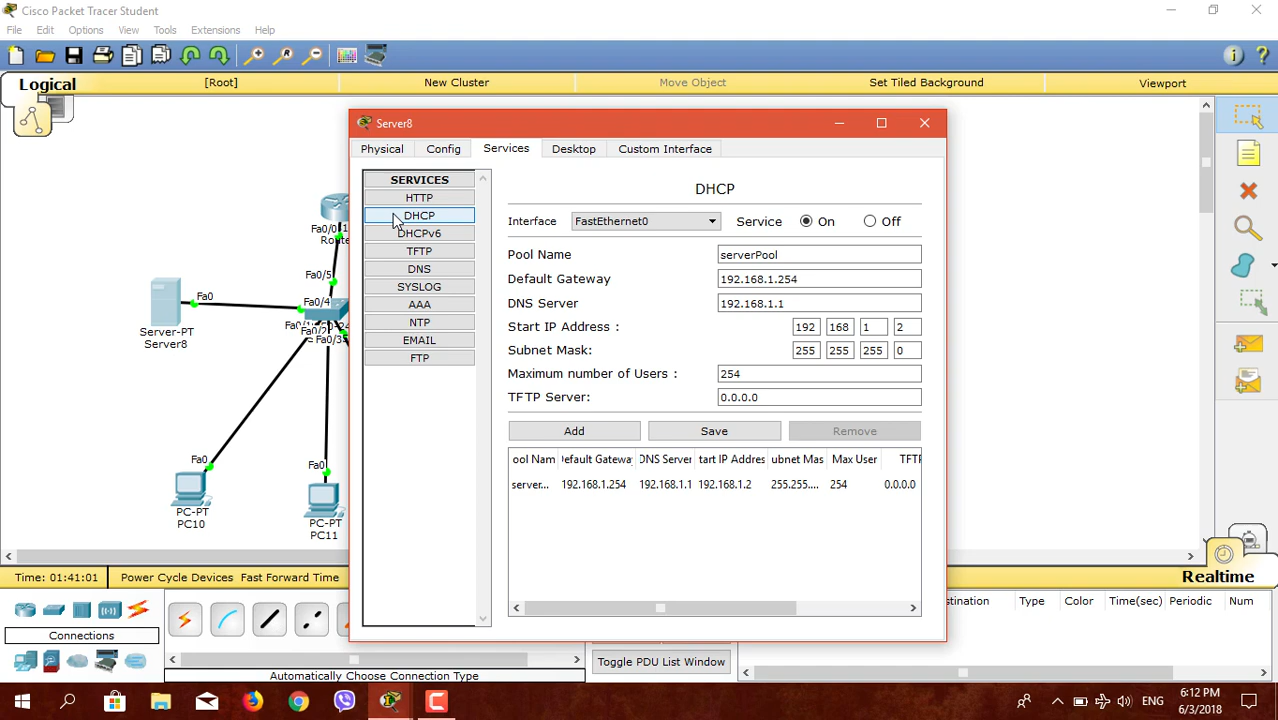 Cisco Packet Tracer Student
File Edit Options View Tools Extensions Help
Logical [Root] New Cluster Move Object Set Tiled Background Viewport
Server8
Physical Config Services Desktop Custom Interface
SERVICES
HTTP
DHCP
DHCPv6
TFTP
DNS
SYSLOG
AAA
NTP
EMAIL
FTP
DHCP
Interface FastEthernet0 Service On Off
Pool Name serverPool
Default Gateway 192.168.1.254
DNS Server 192.168.1.1
Start IP Address : 192 168 1 2
Subnet Mask: 255 255 255 0
Maximum number of Users : 254
TFTP Server: 0.0.0.0
Add Save Remove
ool Nam efault Gateway DNS Server tart IP Addres ubnet Mas Max User TFTP
server... 192.168.1.254 192.168.1.1 192.168.1.2 255.255.... 254 0.0.0.0
Fa0/0
Route
Fa0/5
Fa0
Fa0/4
Server-PT
Server8
Fa0
PC-PT
PC10
Fa0
PC-PT
PC11
Time: 01:41:01 Power Cycle Devices Fast Forward Time
Realtime
Connections
Automatically Choose Connection Type
Toggle PDU List Window
stination Type Color Time(sec) Periodic Num
ENG
6:12 PM
6/3/2018